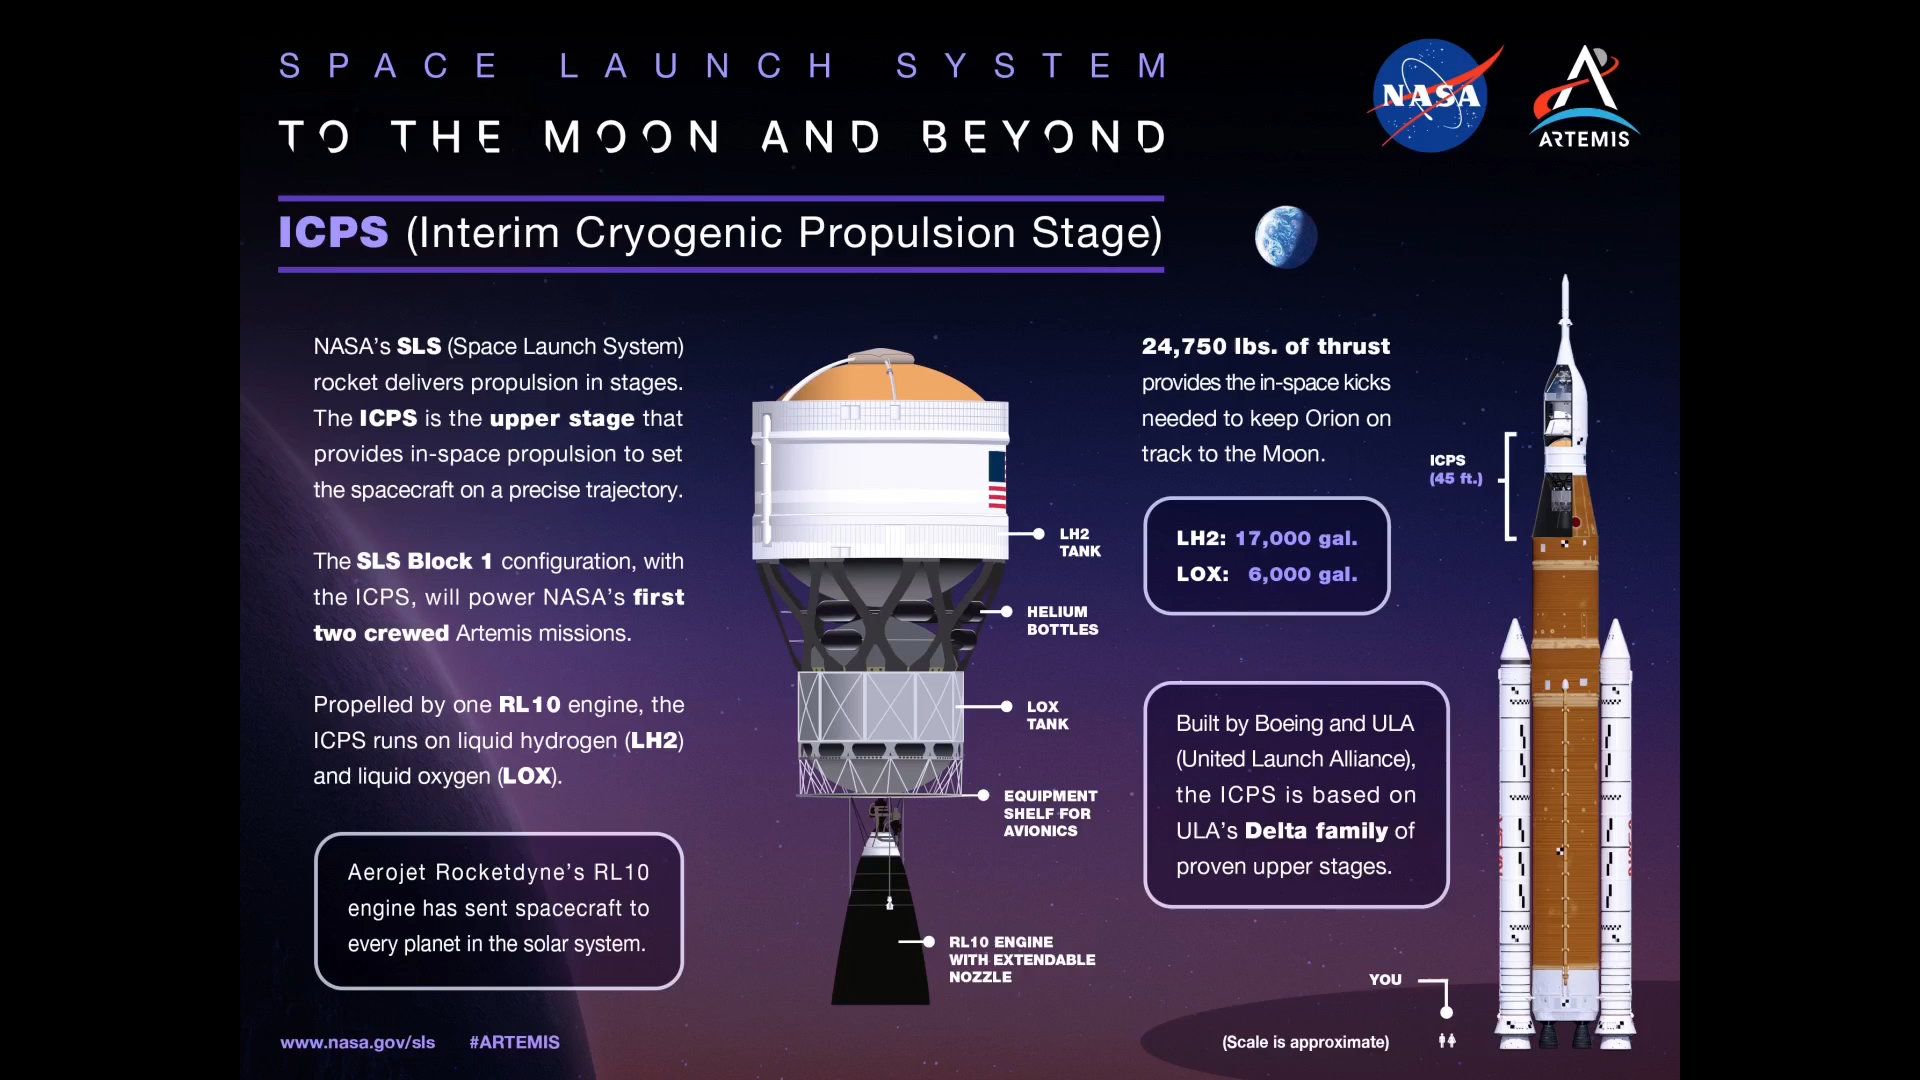 SPACE LAUNCH SYSTEM
TO THE MOON AND BEYOND
NASA
ARTEMIS
ICPS (Interim Cryogenic Propulsion Stage)
NASA’s SLS (Space Launch System)
rocket delivers propulsion in stages.
The ICPS is the upper stage that
provides in-space propulsion to set
the spacecraft on a precise trajectory.
The SLS Block 1 configuration, with
the ICPS, will power NASA’s first
two crewed Artemis missions.
Propelled by one RL10 engine, the
ICPS runs on liquid hydrogen (LH2)
and liquid oxygen (LOX).
Aerojet Rocketdyne’s RL10
engine has sent spacecraft to
every planet in the solar system.
www.nasa.gov/sls #ARTEMIS
LH2
TANK
HELIUM
BOTTLES
LOX
TANK
EQUIPMENT
SHELF FOR
AVIONICS
RL10 ENGINE
WITH EXTENDABLE
NOZZLE
24,750 lbs. of thrust
provides the in-space kicks
needed to keep Orion on
track to the Moon.
LH2: 17,000 gal.
LOX: 6,000 gal.
Built by Boeing and ULA
(United Launch Alliance),
the ICPS is based on
ULA’s Delta family of
proven upper stages.
ICPS
(45 ft.)
YOU
(Scale is approximate)